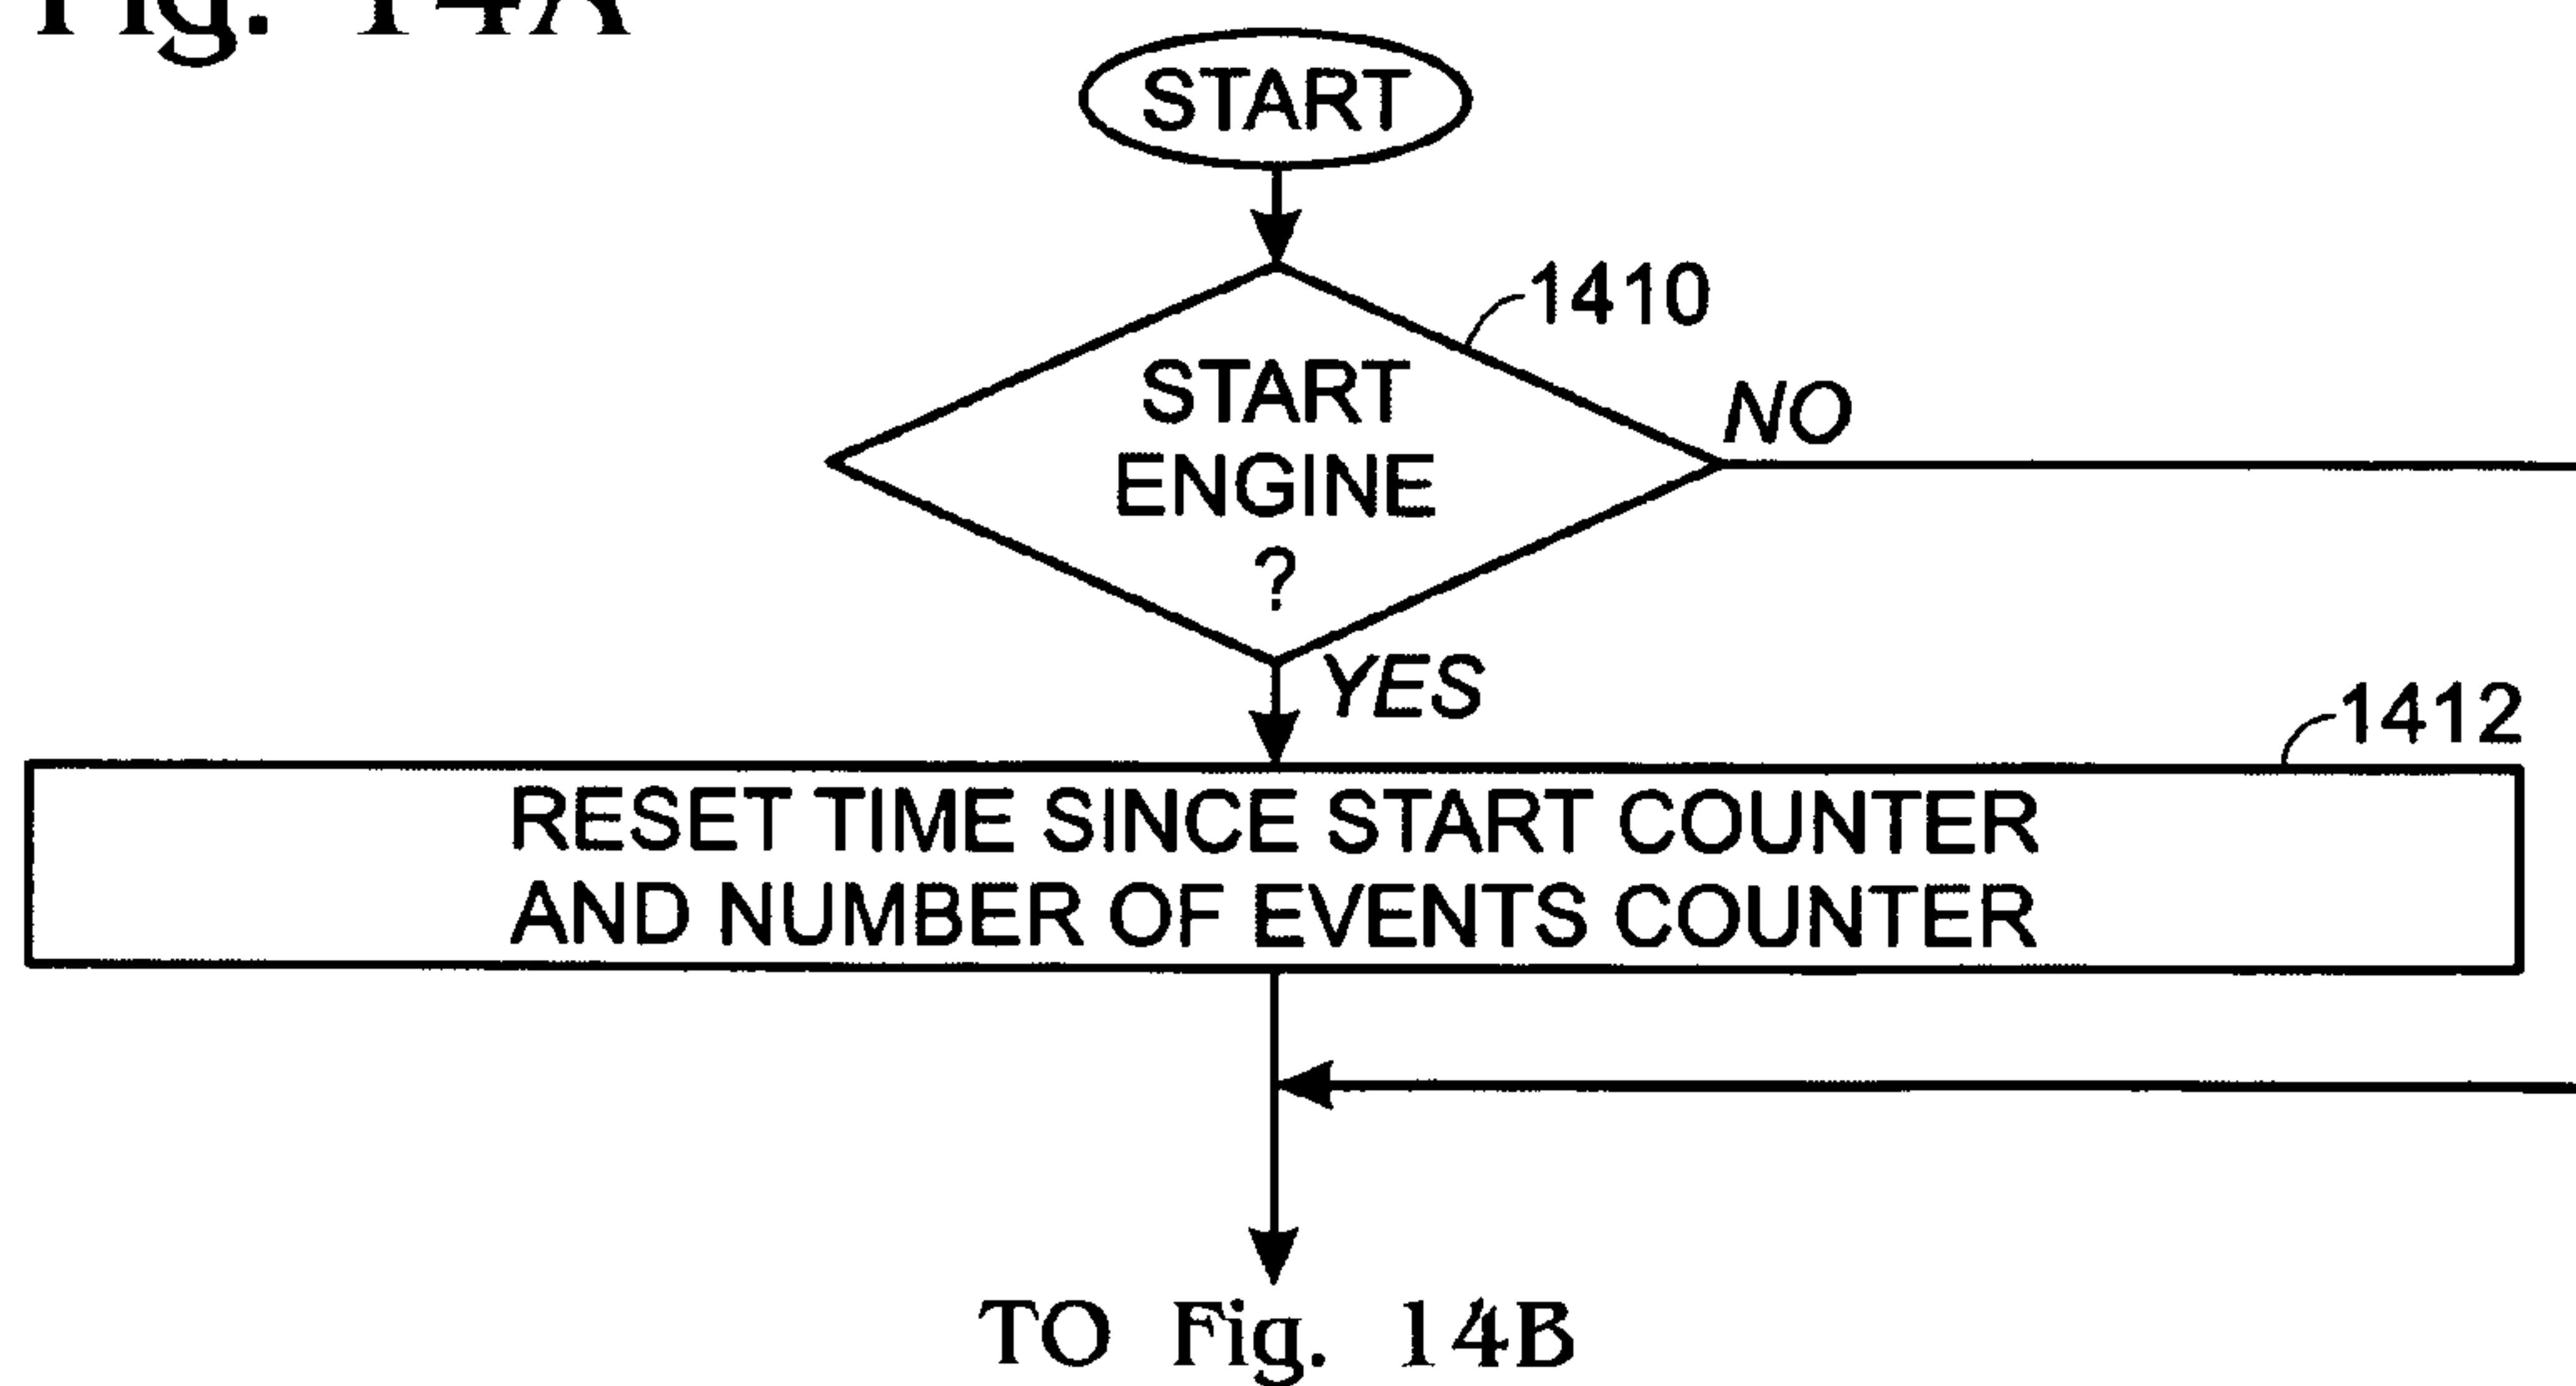 Fig. 14A
START
1410
START
ENGINE
?
NO
YES
1412
RESET TIME SINCE START COUNTER
AND NUMBER OF EVENTS COUNTER
TO Fig. 14B